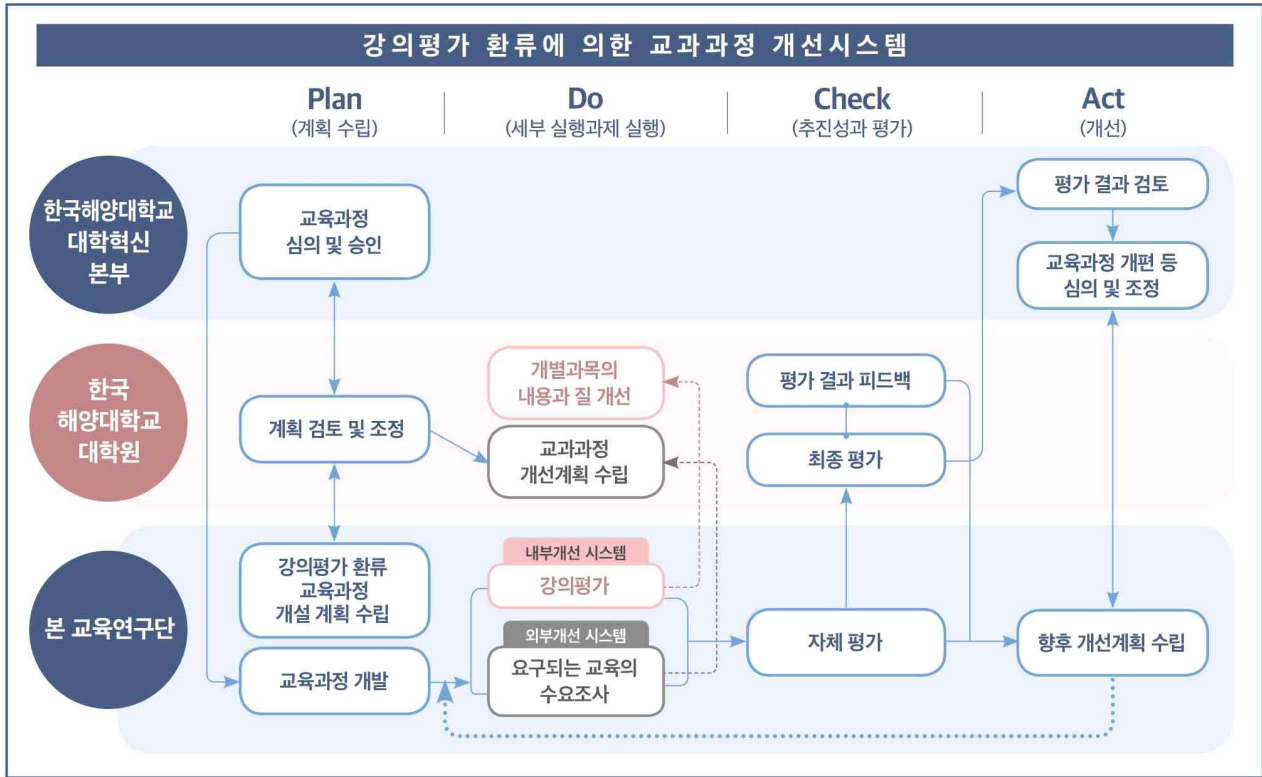 강의평가 환류에 의한 교과과정 개선시스템
Plan
(계획 수립)
Do
(세부 실행과제 실행)
Check
(추진성과 평가)
Act
(개선)
한국해양대학교
대학혁신
본부
교육과정
심의 및 승인
평가 결과 검토
교육과정 개편 등
심의 및 조정
한국
해양대학교
대학원
계획 검토 및 조정
개별과목의
내용과 질 개선
교과과정
개선계획 수립
평가 결과 피드백
최종 평가
본 교육연구단
강의평가 환류
교육과정
개설 계획 수립
교육과정 개발
내부개선 시스템
강의평가
외부개선 시스템
요구되는 교육의
수요조사
자체 평가
향후 개선계획 수립